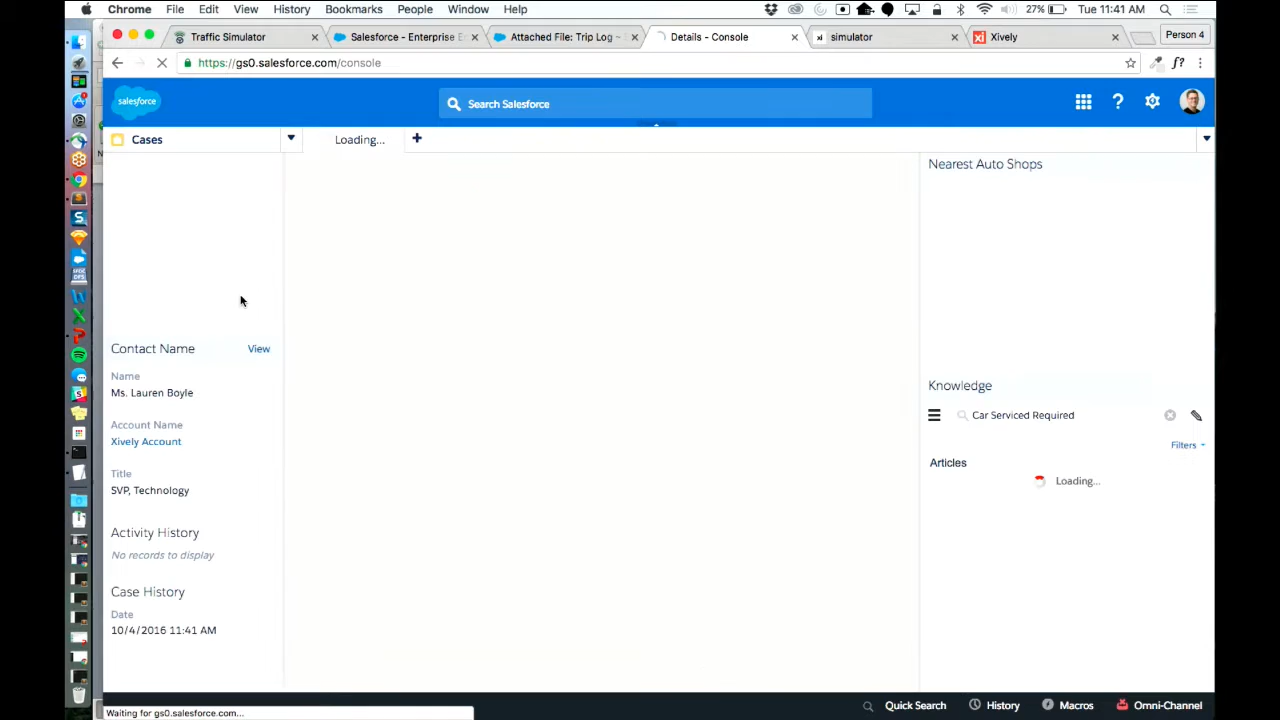 Chrome File Edit View History Bookmarks People Window Help 27% Tue 11:41 AM
Traffic Simulator
Salesforce - Enterprise E
Attached File: Trip Log ~ S
Details - Console
simulator
Xively
Person 4
https://gs0.salesforce.com/console
salesforce
Search Salesforce
Cases
Loading...
Nearest Auto Shops
Contact Name
View
Name
Ms. Lauren Boyle
Account Name
Xively Account
Title
SVP, Technology
Activity History
No records to display
Case History
Date
10/4/2016 11:41 AM
Knowledge
Car Serviced Required
Filters
Articles
Loading...
Waiting for gs0.salesforce.com...
Quick Search
History
Macros
Omni-Channel